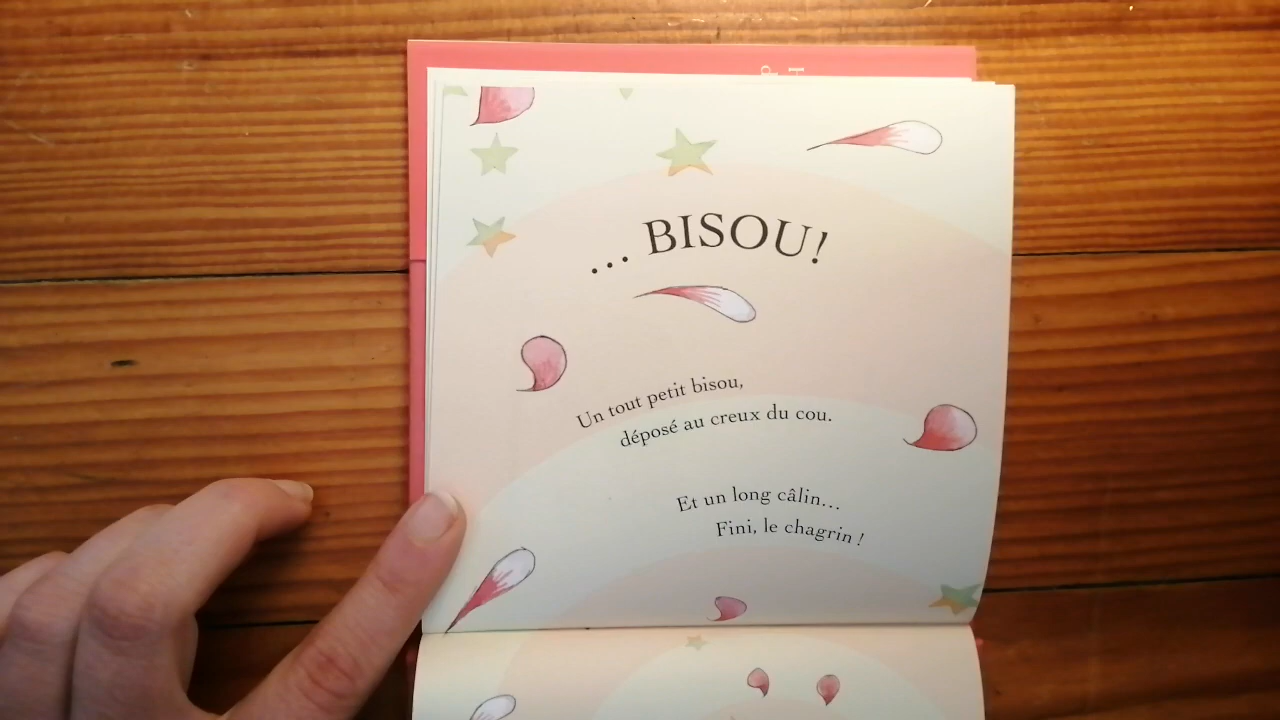 ... BISOU!
Un tout petit bisou,
déposé au creux du cou.
Et un long câlin...
Fini, le chagrin !